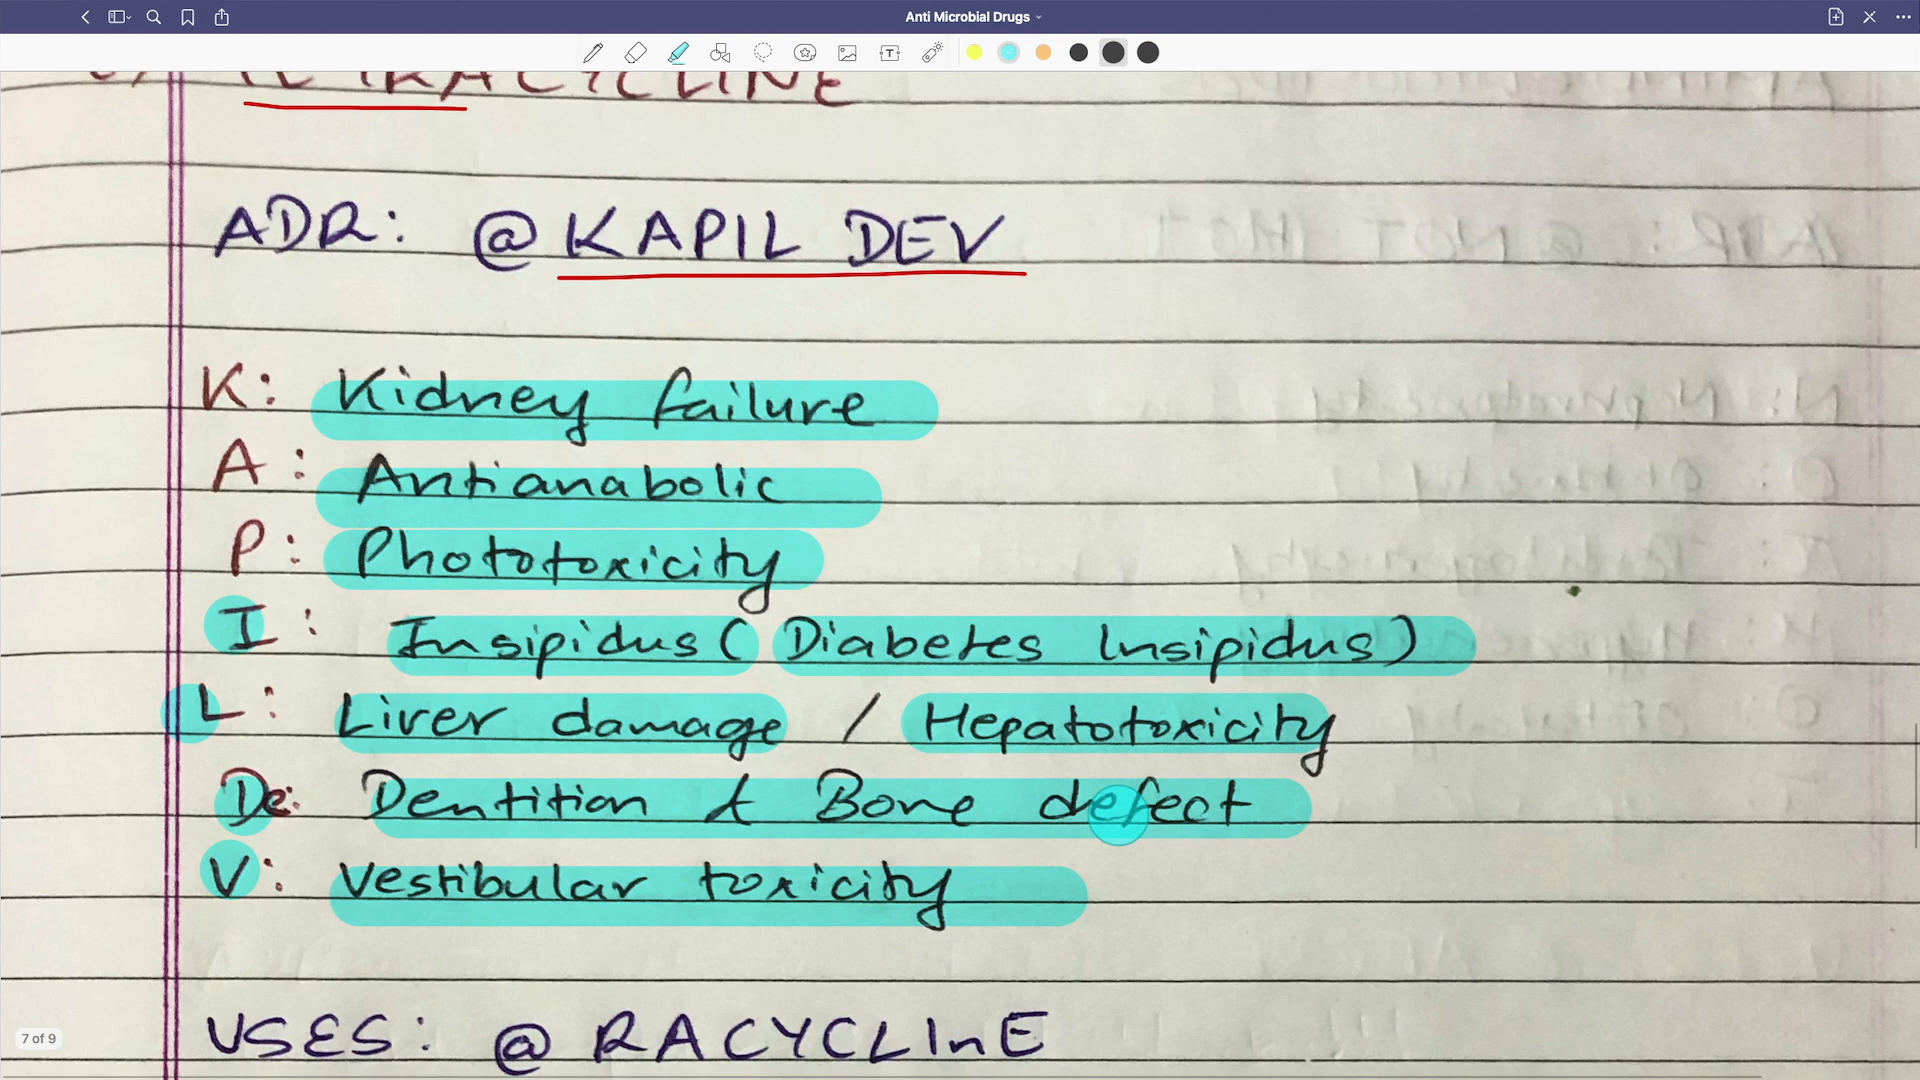 Anti Microbial Drugs
TETRACYCLINE
ADR: @ KAPIL DEV
K: Kidney failure
A: Antianabolic
P: Phototoxicity
I: Insipidus ( Diabetes Insipidus)
L: Liver damage / Hepatotoxicity
De: Dentition & Bone defect
V: Vestibular toxicity
USES: @ RACYCLInE
7 of 9